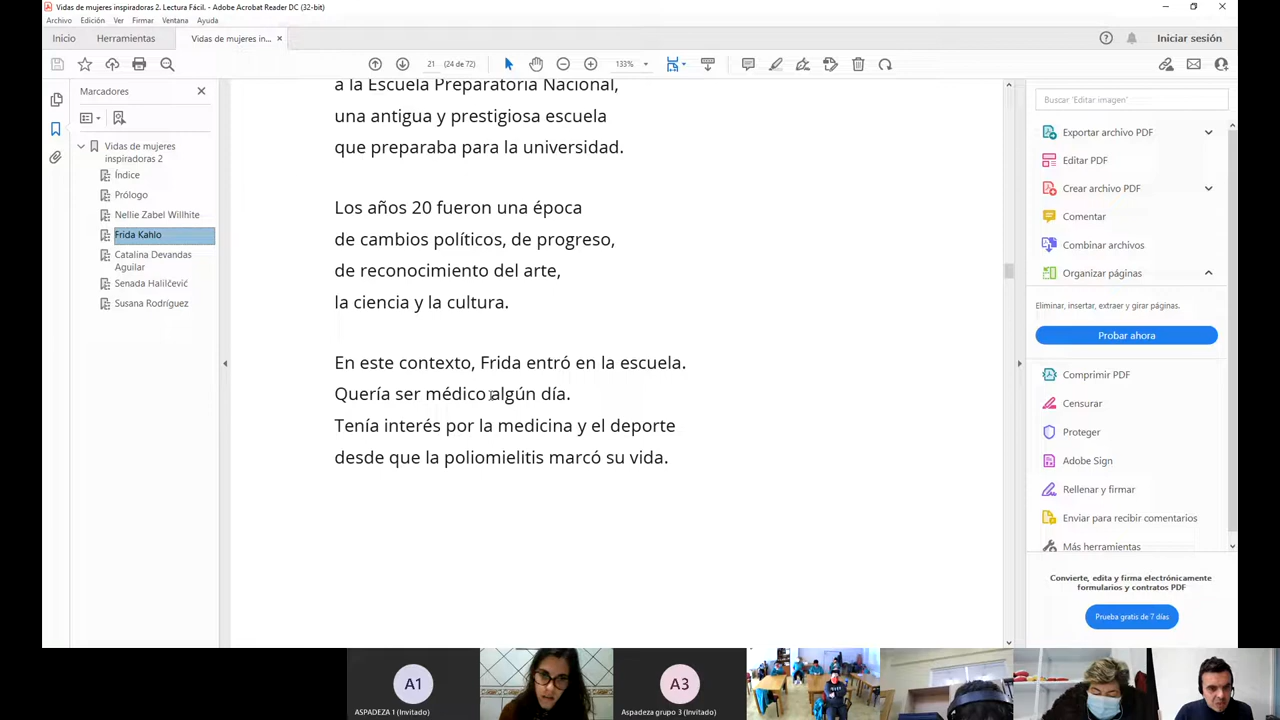 Vidas de mujeres inspiradoras 2. Lectura Fácil. - Adobe Acrobat Reader DC (32-bit)
Archivo Edición Ver Ventana Firmar Ayuda
Inicio Herramientas Vidas de mujeres in... × Iniciar sesión
21 (24 de 72) 133%
Marcadores
Vidas de mujeres
inspiradoras 2
Índice
Prólogo
Nellie Zabel Willhite
Frida Kahlo
Catalina Devandas
Aguilar
Senada Halilčević
Susana Rodríguez
a la Escuela Preparatoria Nacional,
una antigua y prestigiosa escuela
que preparaba para la universidad.
Los años 20 fueron una época
de cambios políticos, de progreso,
de reconocimiento del arte,
la ciencia y la cultura.
En este contexto, Frida entró en la escuela.
Quería ser médico algún día.
Tenía interés por la medicina y el deporte
desde que la poliomielitis marcó su vida.
Buscar 'Editar imagen'
Exportar archivo PDF
Editar PDF
Crear archivo PDF
Comentar
Combinar archivos
Organizar páginas
Eliminar, insertar, extraer y girar páginas.
Probar ahora
Comprimir PDF
Censurar
Proteger
Adobe Sign
Rellenar y firmar
Enviar para recibir comentarios
Más herramientas
Convierte, edita y firma electrónicamente
formularios y contratos PDF
Prueba gratis de 7 días
A1
ASPADEZA 1 (Invitado)
A3
Aspadeza grupo 3 (Invitado)